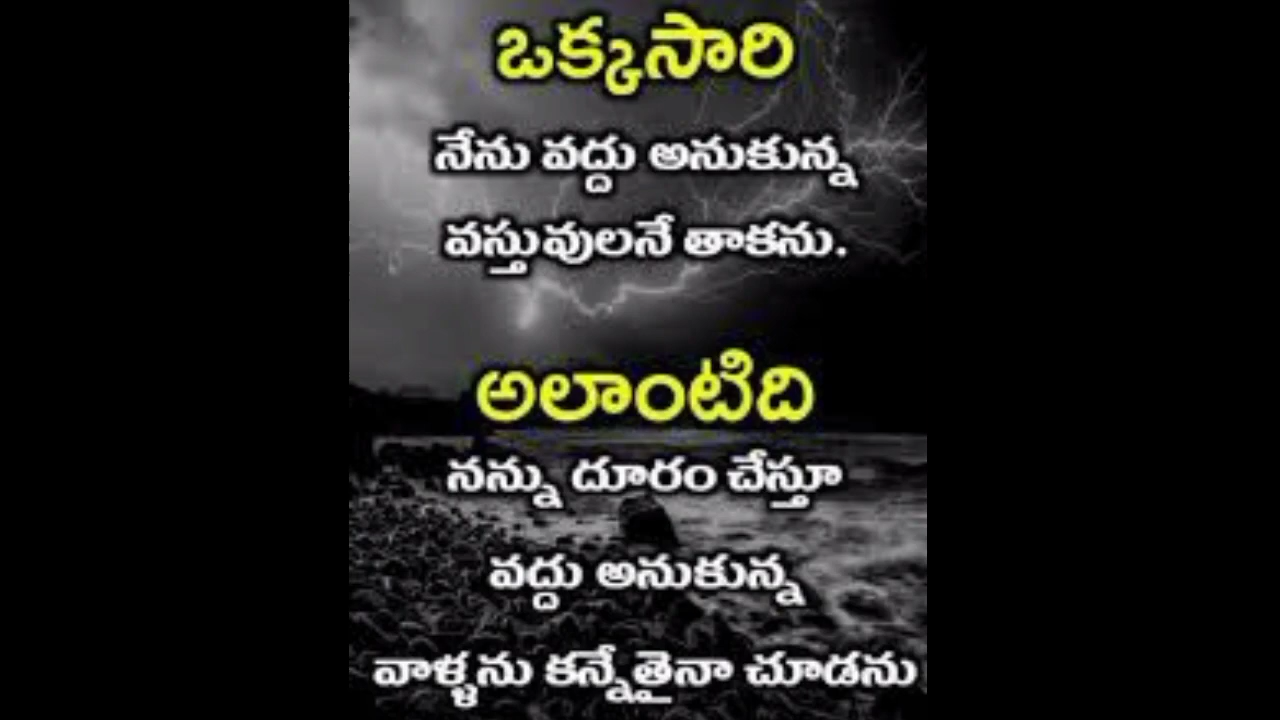 ఒక్కసారి
నేను వద్దు అనుకున్న
వస్తువులనే తాకను.
అలాంటిది
నన్ను దూరం చేస్తూ
వద్దు అనుకున్న
వాళ్ళను కన్నేతైనా చూడను